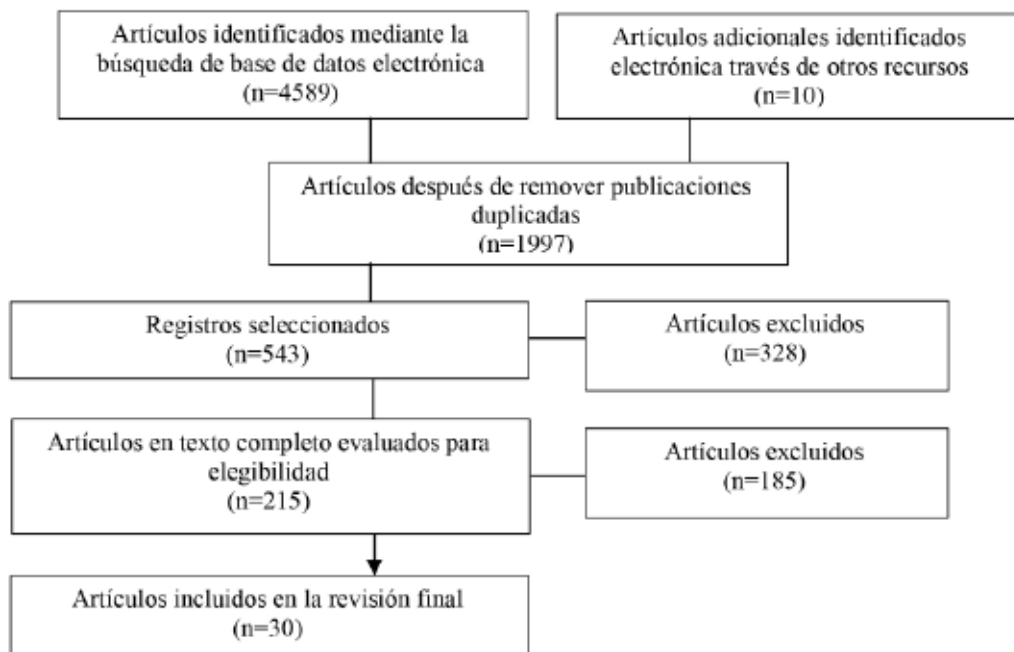 Artículos identificados mediante la
búsqueda de base de datos electrónica
(n=4589)
Artículos adicionales identificados
electrónica través de otros recursos
(n=10)
Artículos después de remover publicaciones
duplicadas
(n=1997)
Registros seleccionados
(n=543)
Artículos excluidos
(n=328)
Artículos en texto completo evaluados para
elegibilidad
(n=215)
Artículos excluidos
(n=185)
Artículos incluidos en la revisión final
(n=30)